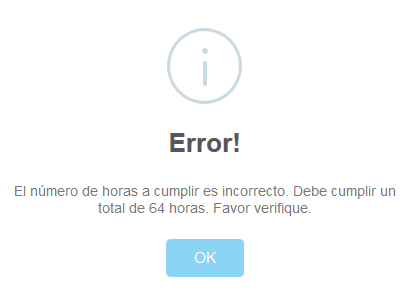 Error!
El número de horas a cumplir es incorrecto. Debe cumplir un
total de 64 horas. Favor verifique.
OK